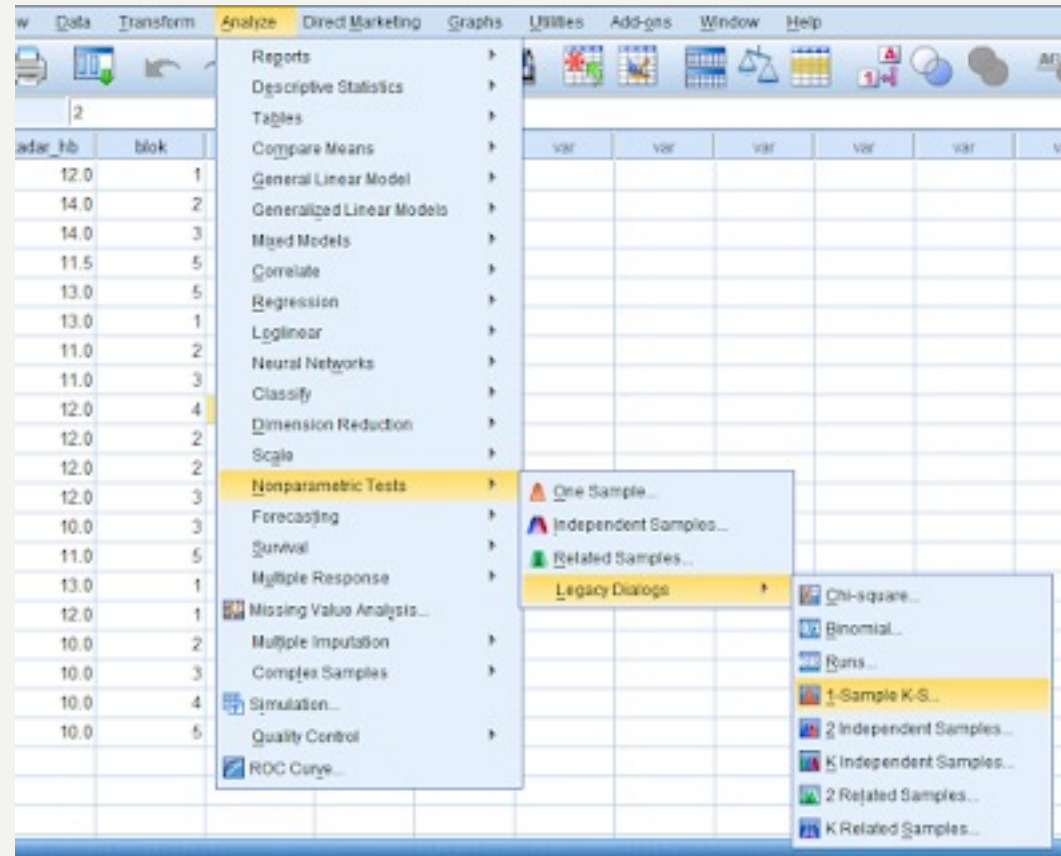 w Data Transform Analyze Direct Marketing Graphs Utilities Add-ons Window Help
2
adar_hb blok var var var var var
12.0 1
14.0 2
14.0 3
11.5 5
13.0 5
13.0 1
11.0 2
11.0 3
12.0 4
12.0 2
12.0 2
12.0 3
10.0 3
11.0 5
13.0 1
12.0 1
10.0 2
10.0 3
10.0 4
10.0 5
Reports
Descriptive Statistics
Tables
Compare Means
General Linear Model
Generalized Linear Models
Mixed Models
Correlate
Regression
Loglinear
Neural Networks
Classify
Dimension Reduction
Scale
Nonparametric Tests
Forecasting
Survival
Multiple Response
Missing Value Analysis...
Multiple Imputation
Complex Samples
Simulation...
Quality Control
ROC Curve...
One Sample...
Independent Samples...
Related Samples...
Legacy Dialogs
Chi-square...
Binomial...
Runs...
1-Sample K-S...
2 Independent Samples...
K Independent Samples...
2 Related Samples...
K Related Samples...